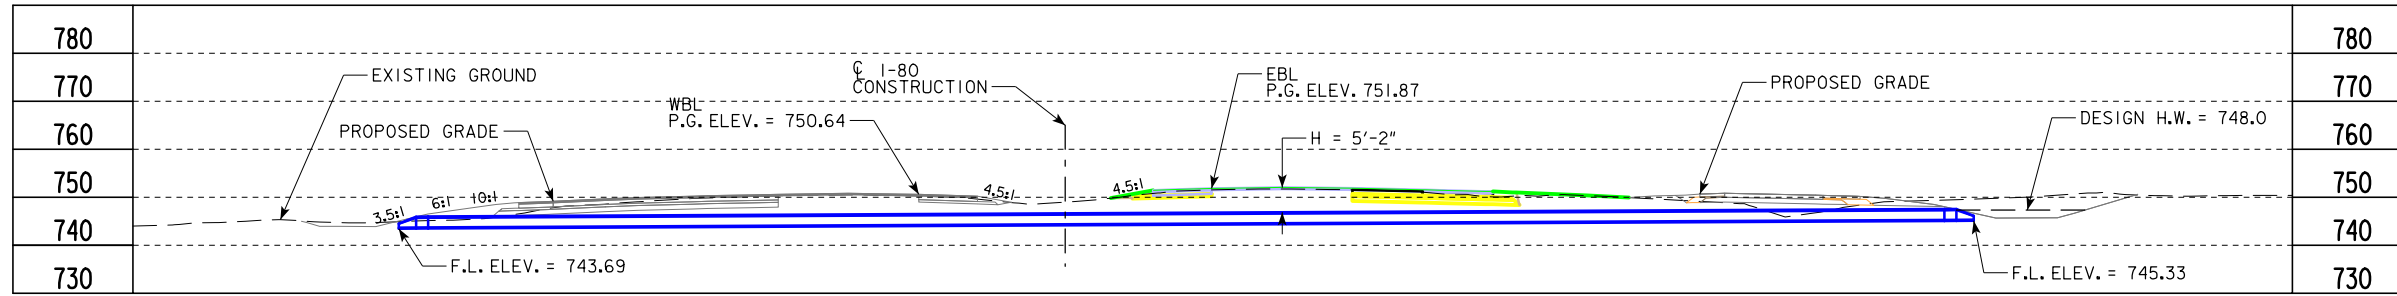 780
770
760
750
740
730
EXISTING GROUND
PROPOSED GRADE
WBL
P.G. ELEV. = 750.64
℄ I-80
CONSTRUCTION
EBL
P.G. ELEV. 751.87
H = 5'-2"
PROPOSED GRADE
DESIGN H.W. = 748.0
3.5:1
6:1
10:1
4.5:1
4.5:1
F.L. ELEV. = 743.69
F.L. ELEV. = 745.33
780
770
760
750
740
730